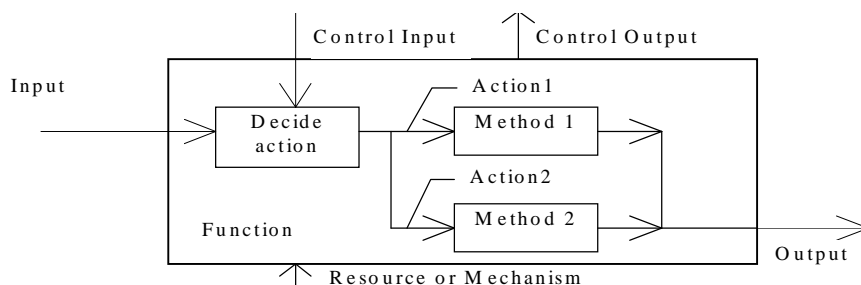 Control Input
Control Output
Input
Action1
Decide
action
Method 1
Action2
Method 2
Function
Output
Resource or Mechanism